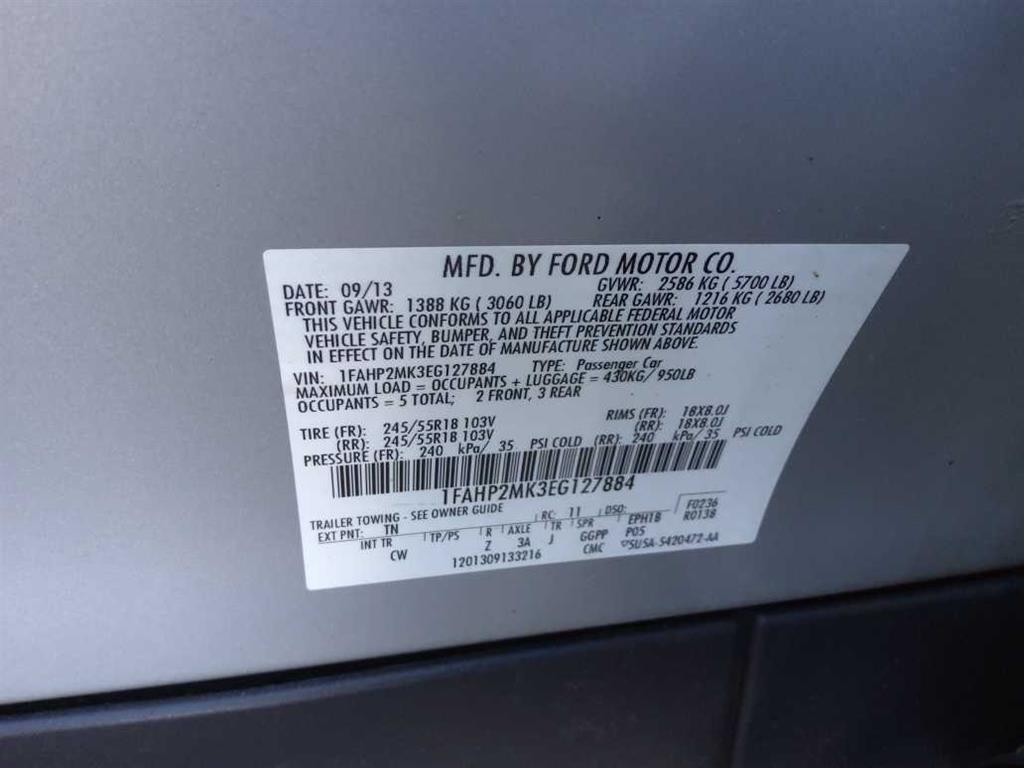 MFD. BY FORD MOTOR CO.
DATE: 09/13 GVWR: 2586 KG ( 5700 LB)
FRONT GAWR: 1388 KG ( 3060 LB) REAR GAWR: 1216 KG ( 2680 LB)
THIS VEHICLE CONFORMS TO ALL APPLICABLE FEDERAL MOTOR
VEHICLE SAFETY, BUMPER, AND THEFT PREVENTION STANDARDS
IN EFFECT ON THE DATE OF MANUFACTURE SHOWN ABOVE.
VIN: 1FAHP2MK3EG127884 TYPE: Passenger Car
MAXIMUM LOAD = OCCUPANTS + LUGGAGE = 430KG/ 950LB
OCCUPANTS = 5 TOTAL; 2 FRONT, 3 REAR
TIRE (FR): 245/55R18 103V RIMS (FR): 18X8.0J
(RR): 245/55R18 103V (RR): 18X8.0J
PRESSURE (FR): 240 kPa/ 35 PSI COLD (RR): 240 kPa/ 35 PSI COLD
1FAHP2MK3EG127884
TRAILER TOWING - SEE OWNER GUIDE
EXT PNT: TN RC: 11 DSO: F0236
INT TR TP/PS R AXLE TR SPR EPH1B R0138
CW Z 3A J GGPP P05
1201309133216 CMC 5U5A-5420472-AA